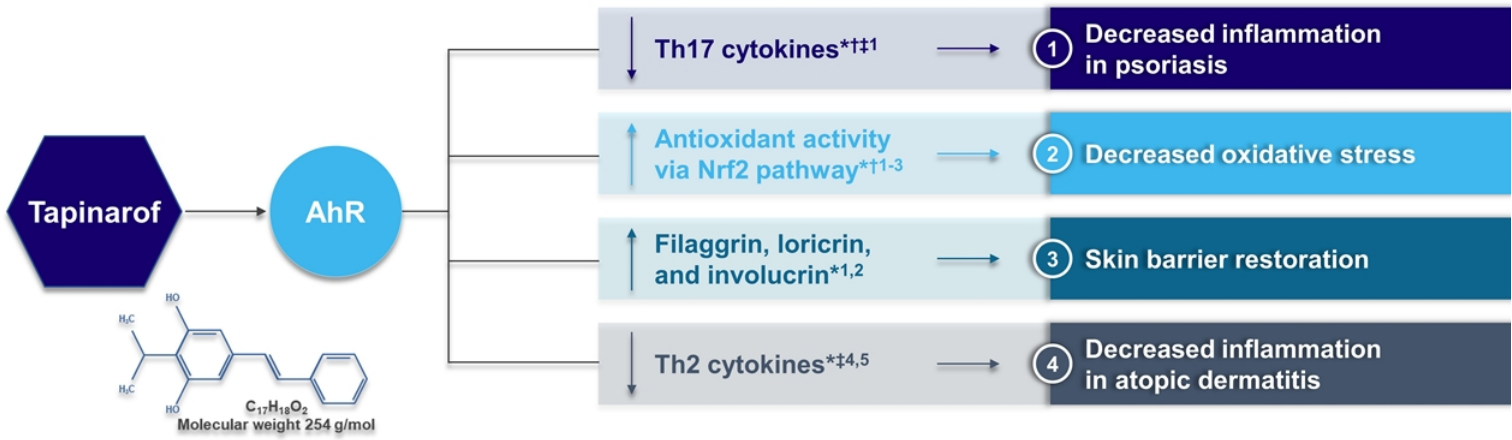 Tapinarof
AhR
HO
H₃C
H₃C
HO
C₁₇H₁₈O₂
Molecular weight 254 g/mol
Th17 cytokines*†‡1
1
Decreased inflammation
in psoriasis
Antioxidant activity
via Nrf2 pathway*†1-3
2
Decreased oxidative stress
Filaggrin, loricrin,
and involucrin*1,2
3
Skin barrier restoration
Th2 cytokines*‡4,5
4
Decreased inflammation
in atopic dermatitis